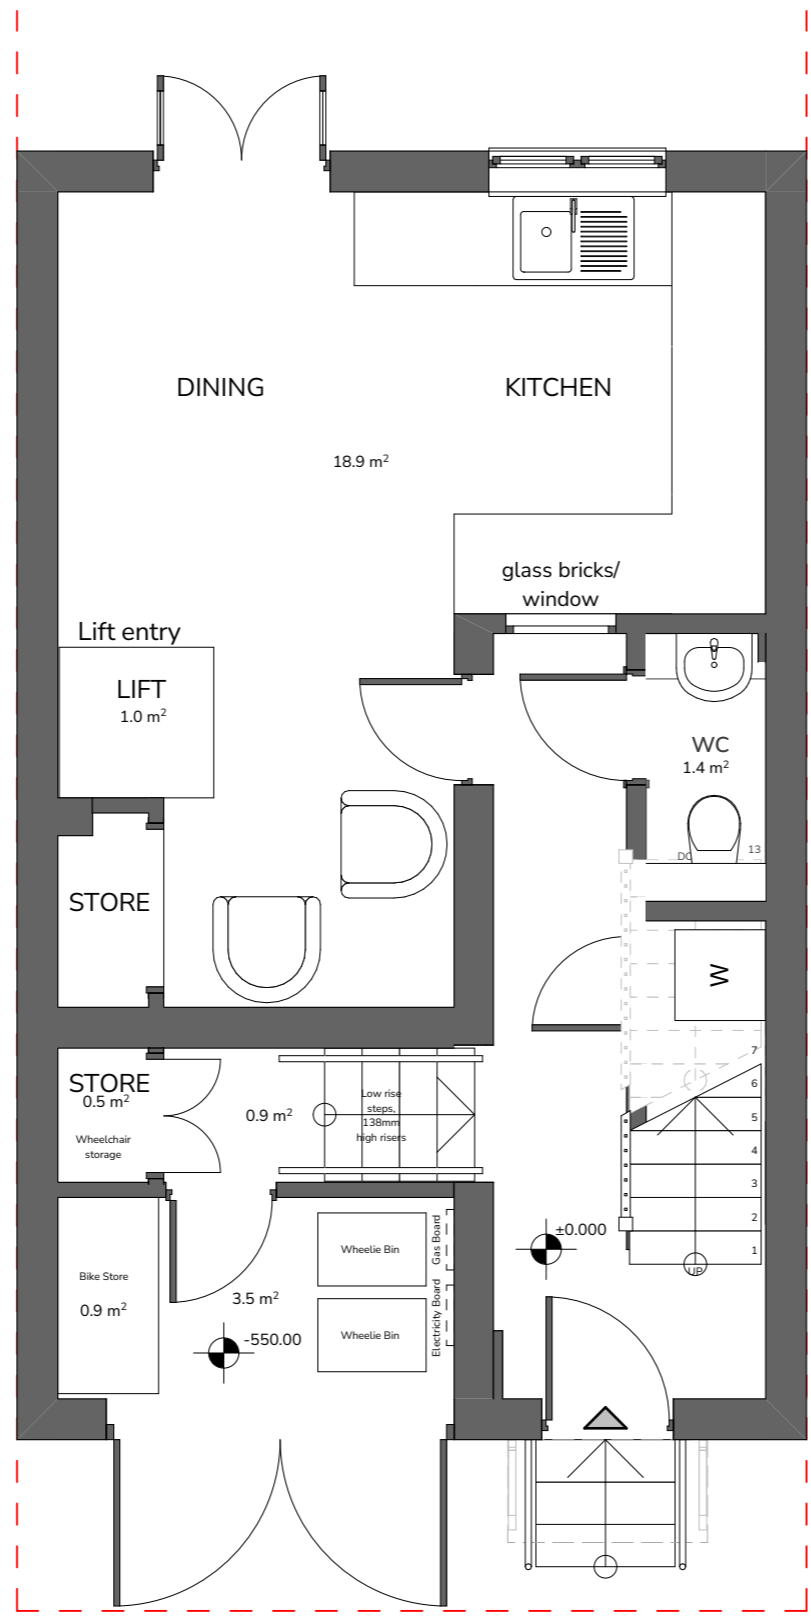 DINING
KITCHEN
18.9 m²
glass bricks/
window
Lift entry
LIFT
1.0 m²
WC
1.4 m²
DC
13
STORE
W
7
6
5
4
3
2
1
UP
STORE
0.5 m²
Wheelchair
storage
0.9 m²
Low rise
steps,
138mm
high risers
±0.000
Bike Store
0.9 m²
3.5 m²
-550.00
Wheelie Bin
Wheelie Bin
Gas Board
Electricity Board